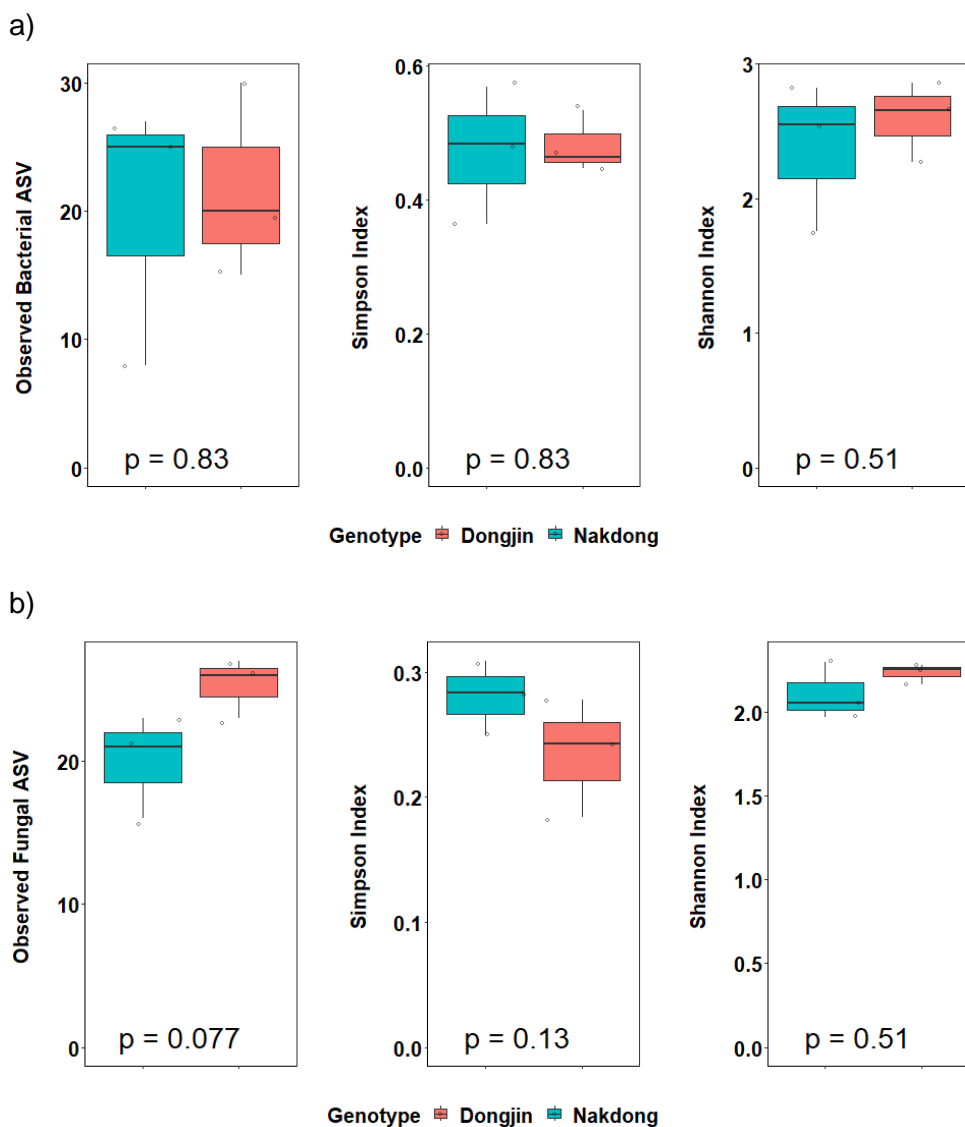 a)
Observed Bacterial ASV
30
20
10
0
p = 0.83
Simpson Index
0.6
0.4
0.2
0.0
p = 0.83
Shannon Index
3
2
1
0
p = 0.51
Genotype Dongjin Nakdong
b)
Observed Fungal ASV
20
10
0
p = 0.077
Simpson Index
0.3
0.2
0.1
0.0
p = 0.13
Shannon Index
2.0
1.5
1.0
0.5
0.0
p = 0.51
Genotype Dongjin Nakdong